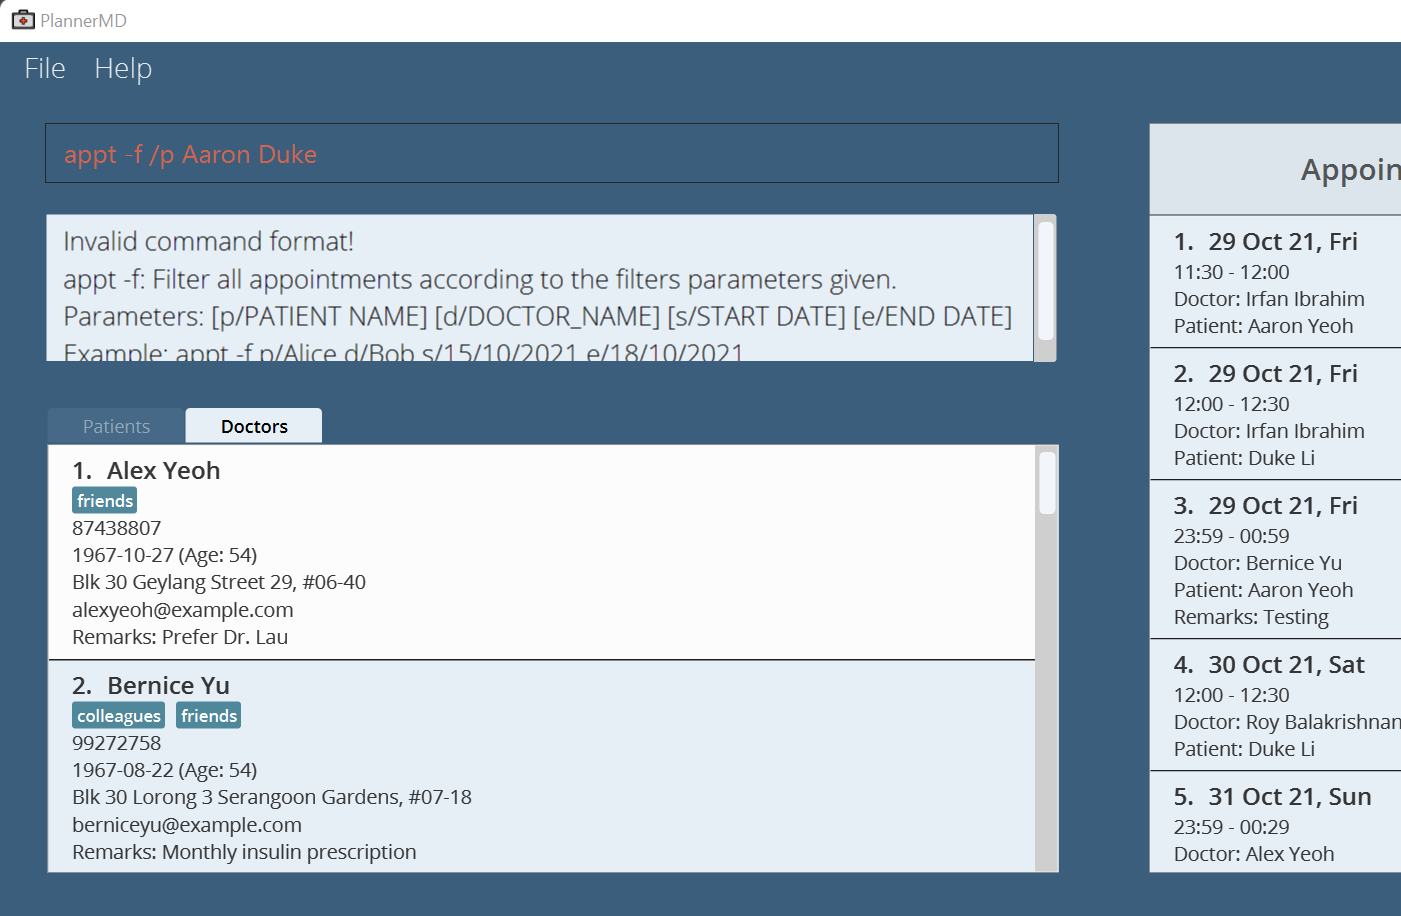 PlannerMD
File Help
appt -f /p Aaron Duke
Invalid command format!
appt -f: Filter all appointments according to the filters parameters given.
Parameters: [p/PATIENT NAME] [d/DOCTOR_NAME] [s/START DATE] [e/END DATE]
Example: appt -f p/Alice d/Bob s/15/10/2021 e/18/10/2021
Patients Doctors
1. Alex Yeoh
friends
87438807
1967-10-27 (Age: 54)
Blk 30 Geylang Street 29, #06-40
alexyeoh@example.com
Remarks: Prefer Dr. Lau
2. Bernice Yu
colleagues friends
99272758
1967-08-22 (Age: 54)
Blk 30 Lorong 3 Serangoon Gardens, #07-18
berniceyu@example.com
Remarks: Monthly insulin prescription
Appoin
1. 29 Oct 21, Fri
11:30 - 12:00
Doctor: Irfan Ibrahim
Patient: Aaron Yeoh
2. 29 Oct 21, Fri
12:00 - 12:30
Doctor: Irfan Ibrahim
Patient: Duke Li
3. 29 Oct 21, Fri
23:59 - 00:59
Doctor: Bernice Yu
Patient: Aaron Yeoh
Remarks: Testing
4. 30 Oct 21, Sat
12:00 - 12:30
Doctor: Roy Balakrishnan
Patient: Duke Li
5. 31 Oct 21, Sun
23:59 - 00:29
Doctor: Alex Yeoh